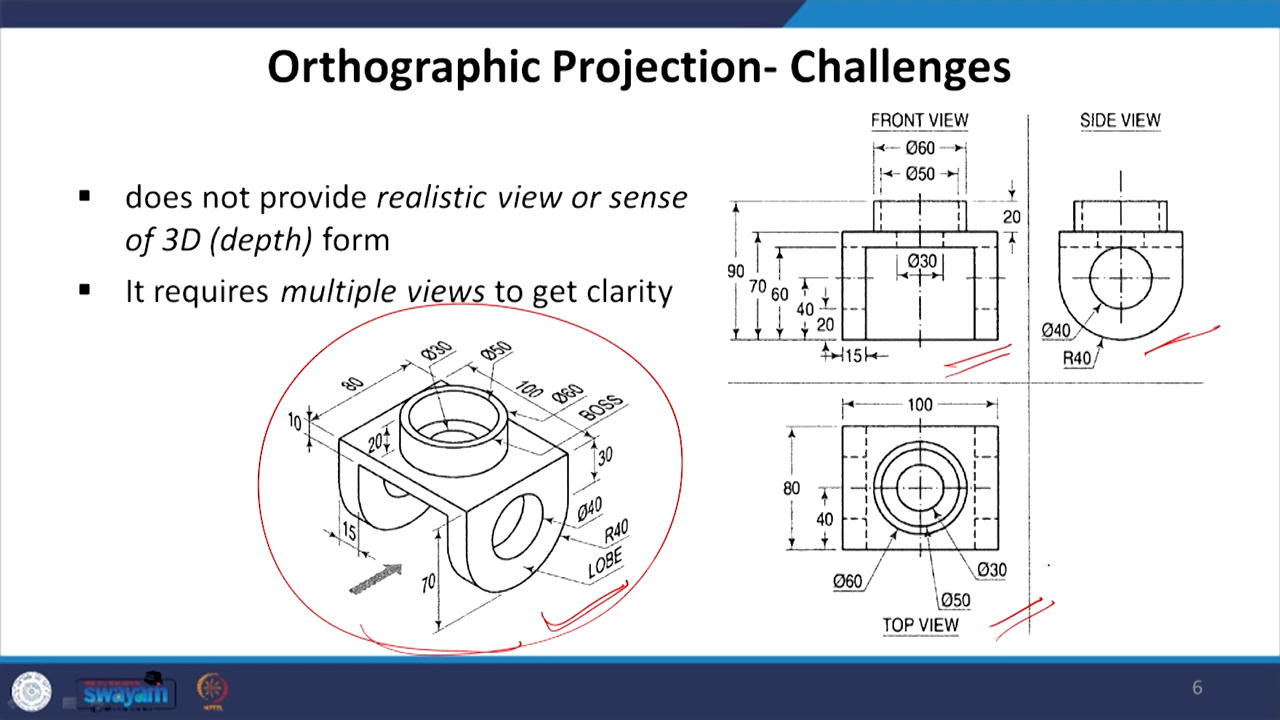 Orthographic Projection- Challenges
▪ does not provide realistic view or sense
of 3D (depth) form
▪ It requires multiple views to get clarity
Ø30
Ø50
80
100
Ø60
BOSS
10
20
30
Ø40
R40
LOBE
15
70
FRONT VIEW
Ø60
Ø50
20
Ø30
90
70
60
40
20
15
SIDE VIEW
Ø40
R40
100
80
40
Ø60
Ø30
Ø50
TOP VIEW
swayam
6